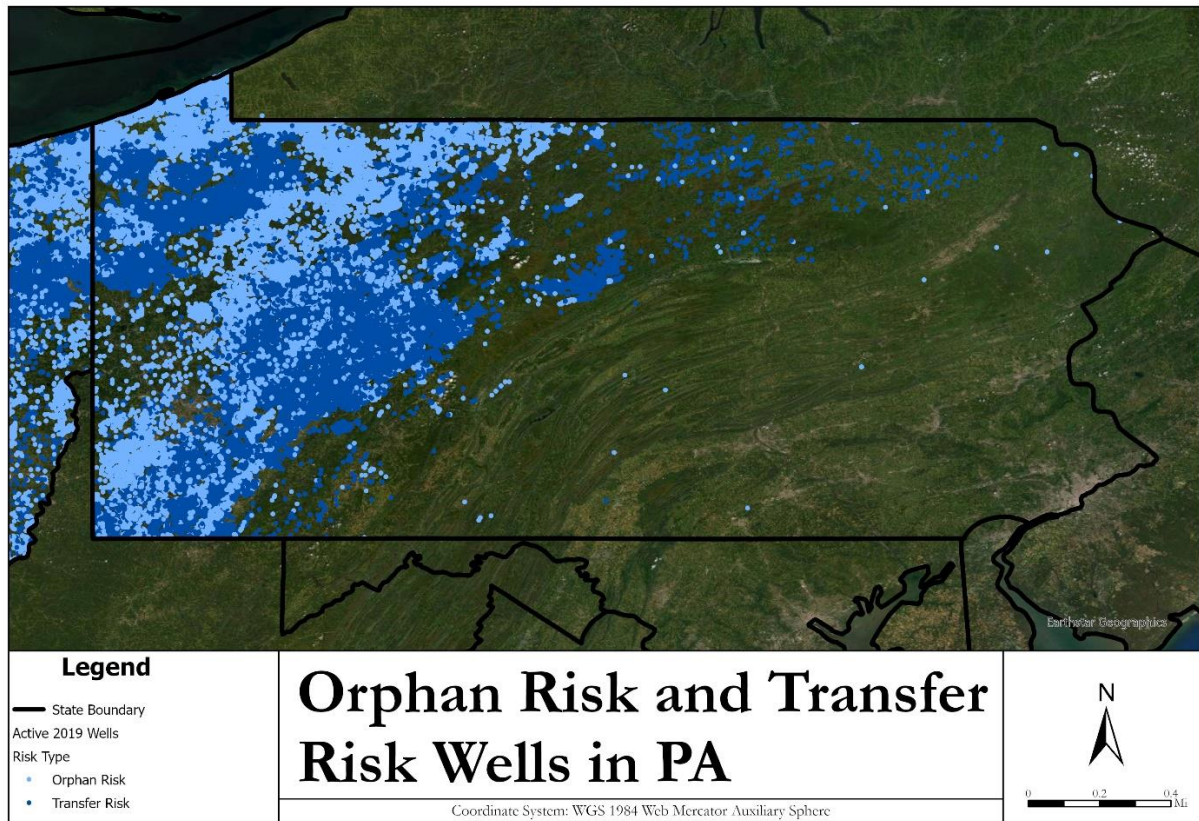 Earthstar Geographics
Legend
State Boundary
Active 2019 Wells
Risk Type
Orphan Risk
Transfer Risk
Orphan Risk and Transfer
Risk Wells in PA
Coordinate System: WGS 1984 Web Mercator Auxiliary Sphere
N
0 0.2 0.4
Mi